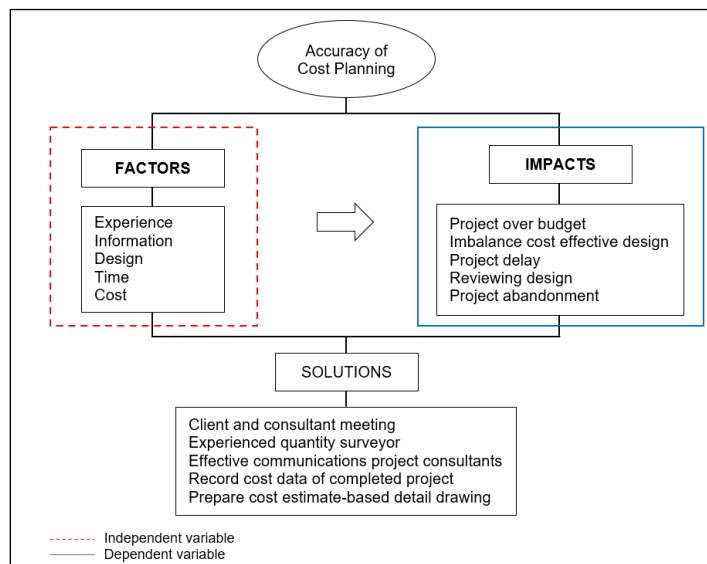 Accuracy of
Cost Planning
FACTORS
Experience
Information
Design
Time
Cost
IMPACTS
Project over budget
Imbalance cost effective design
Project delay
Reviewing design
Project abandonment
SOLUTIONS
Client and consultant meeting
Experienced quantity surveyor
Effective communications project consultants
Record cost data of completed project
Prepare cost estimate-based detail drawing
Independent variable
Dependent variable